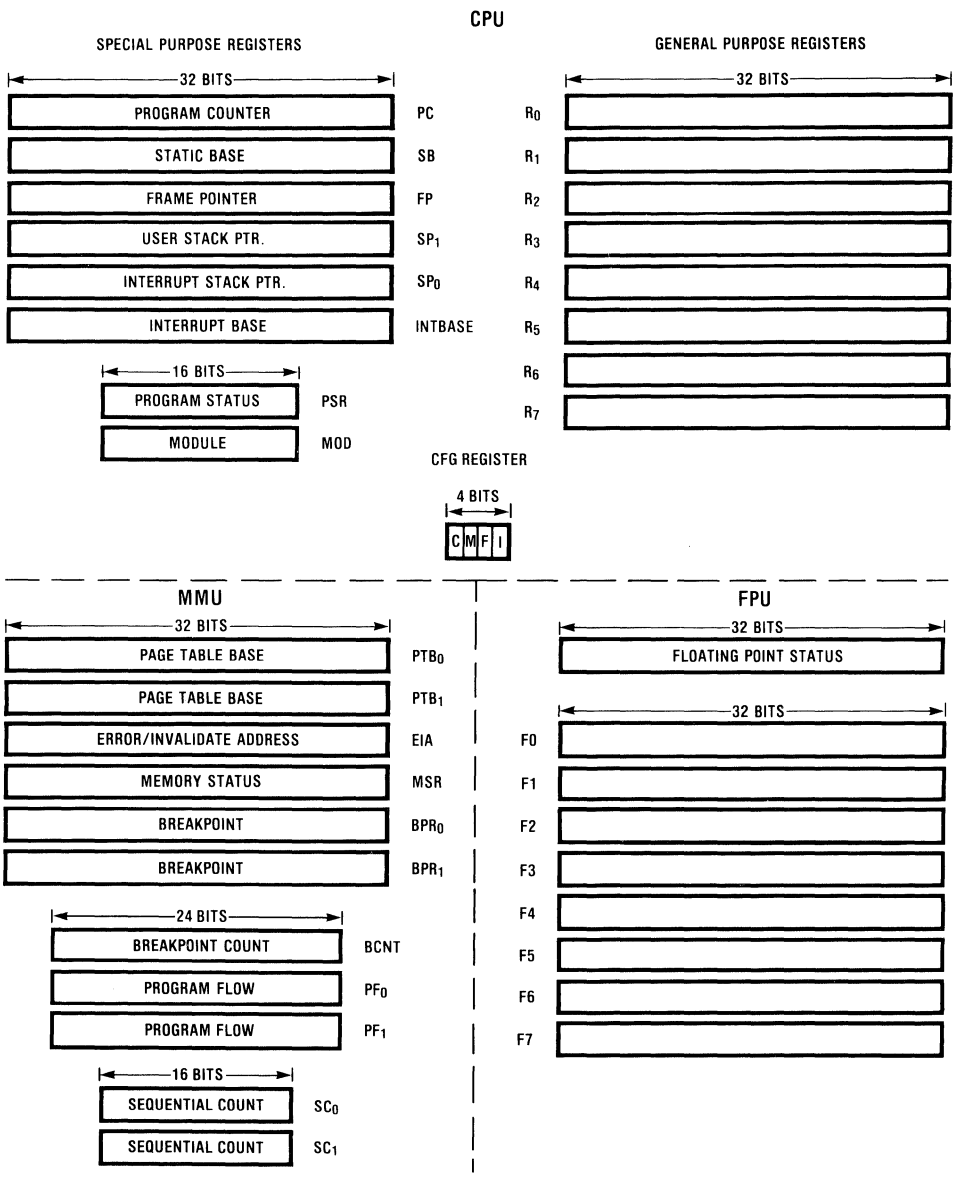 CPU
SPECIAL PURPOSE REGISTERS
32 BITS
PROGRAM COUNTER PC
STATIC BASE SB
FRAME POINTER FP
USER STACK PTR. SP1
INTERRUPT STACK PTR. SP0
INTERRUPT BASE INTBASE
16 BITS
PROGRAM STATUS PSR
MODULE MOD
GENERAL PURPOSE REGISTERS
32 BITS
R0
R1
R2
R3
R4
R5
R6
R7
CFG REGISTER
4 BITS
C M F I
MMU
32 BITS
PAGE TABLE BASE PTB0
PAGE TABLE BASE PTB1
ERROR/INVALIDATE ADDRESS EIA
MEMORY STATUS MSR
BREAKPOINT BPR0
BREAKPOINT BPR1
24 BITS
BREAKPOINT COUNT BCNT
PROGRAM FLOW PF0
PROGRAM FLOW PF1
16 BITS
SEQUENTIAL COUNT SC0
SEQUENTIAL COUNT SC1
FPU
32 BITS
FLOATING POINT STATUS
32 BITS
F0
F1
F2
F3
F4
F5
F6
F7